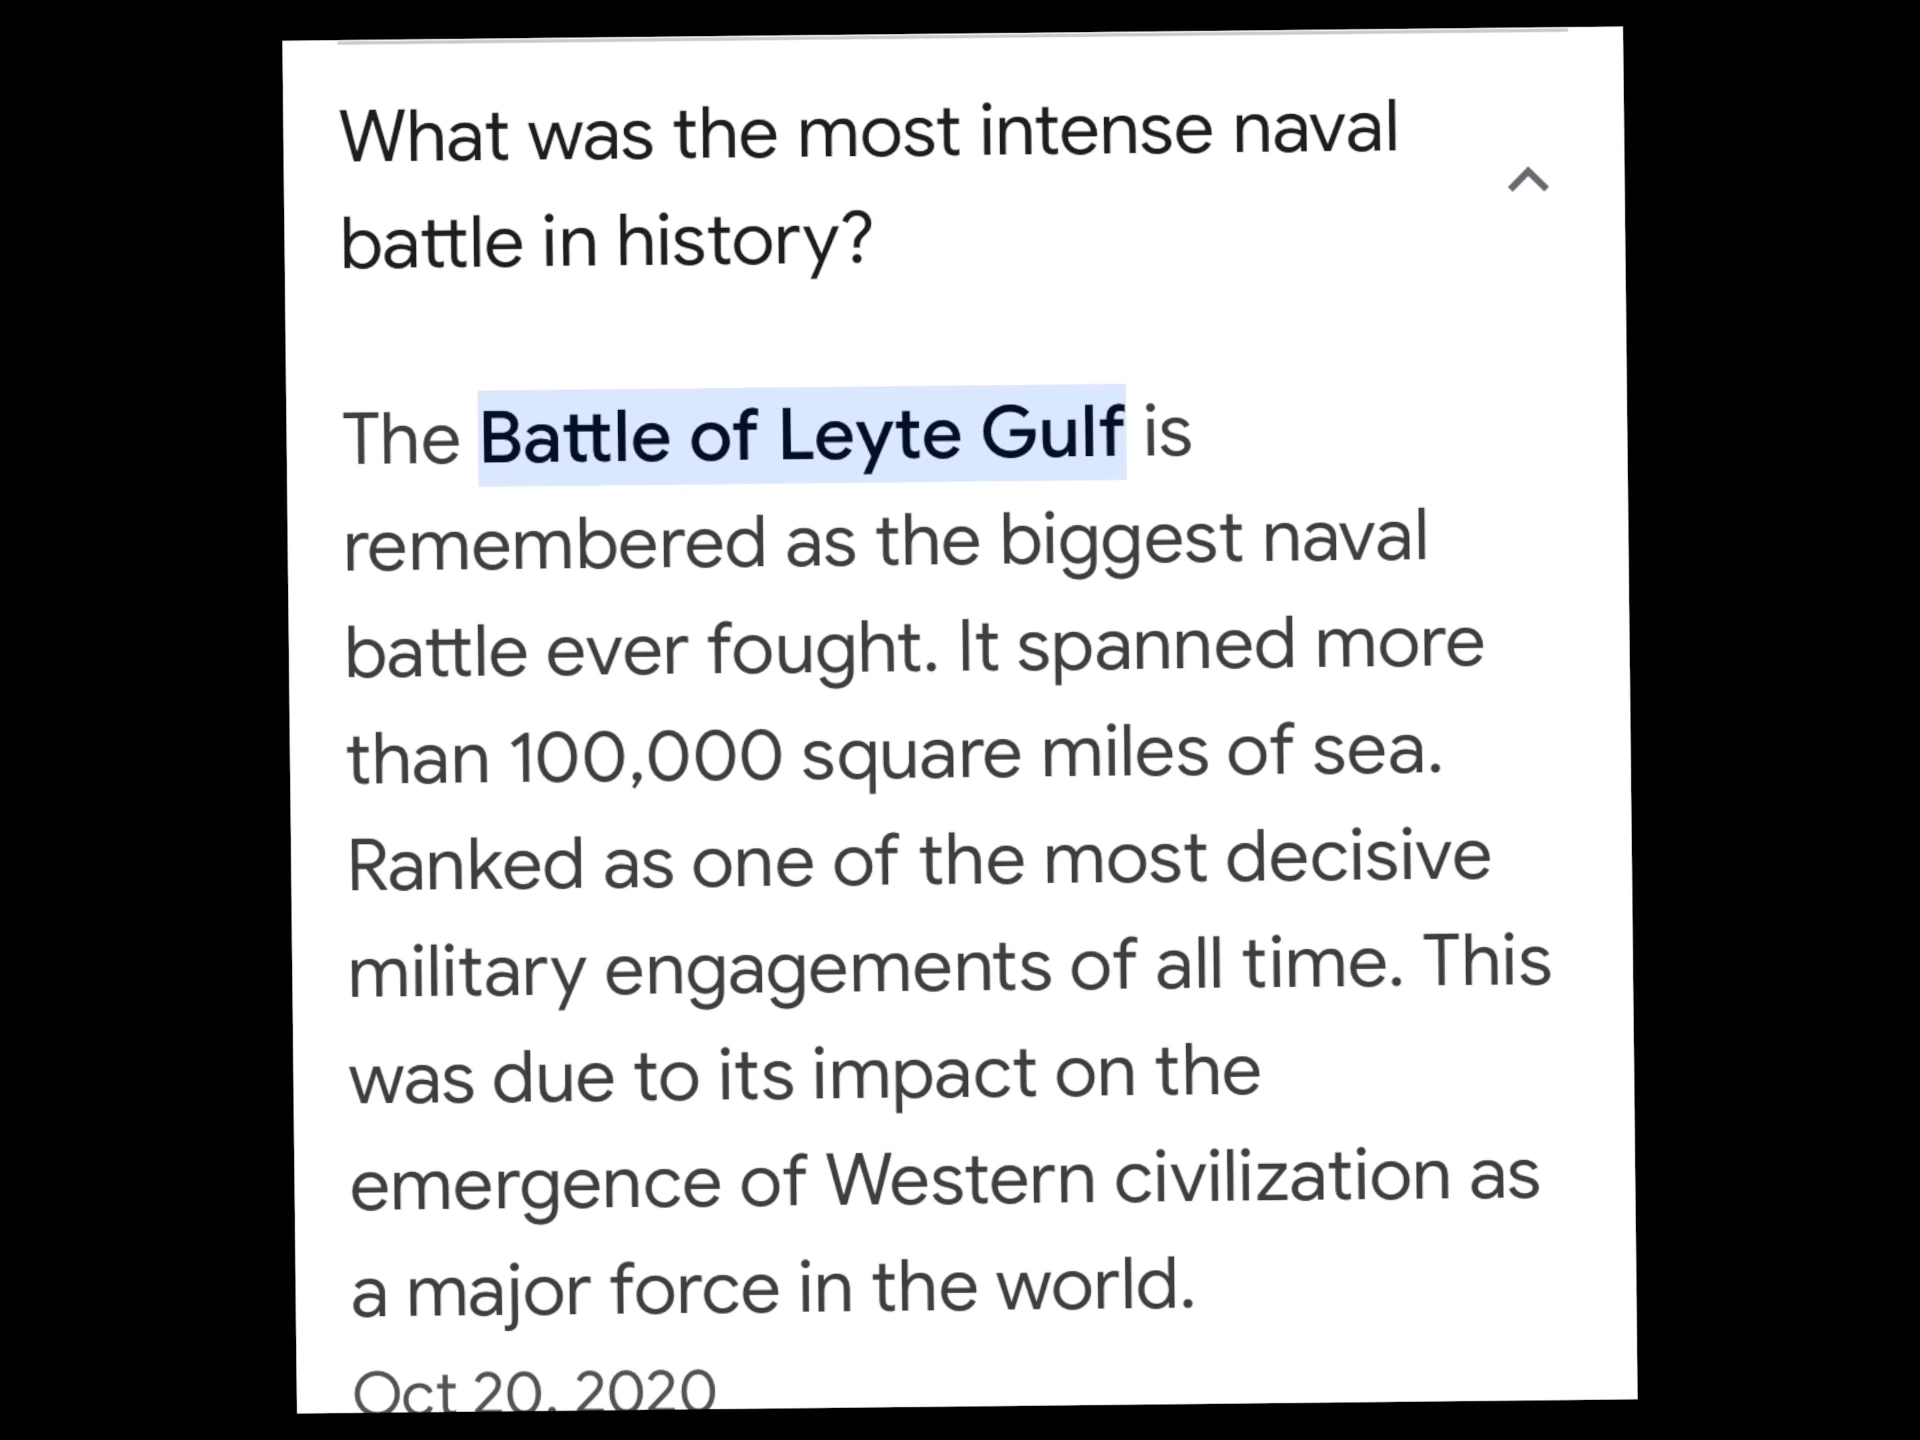 What was the most intense naval
battle in history?
The Battle of Leyte Gulf is
remembered as the biggest naval
battle ever fought. It spanned more
than 100,000 square miles of sea.
Ranked as one of the most decisive
military engagements of all time. This
was due to its impact on the
emergence of Western civilization as
a major force in the world.
Oct 20, 2020